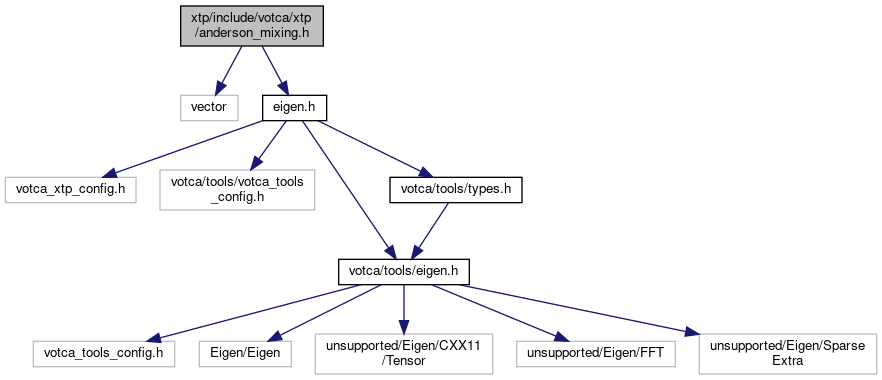 xtp/include/votca/xtp
/anderson_mixing.h
vector
eigen.h
votca_xtp_config.h
votca/tools/votca_tools
_config.h
votca/tools/types.h
votca/tools/eigen.h
votca_tools_config.h
Eigen/Eigen
unsupported/Eigen/CXX11
/Tensor
unsupported/Eigen/FFT
unsupported/Eigen/Sparse
Extra